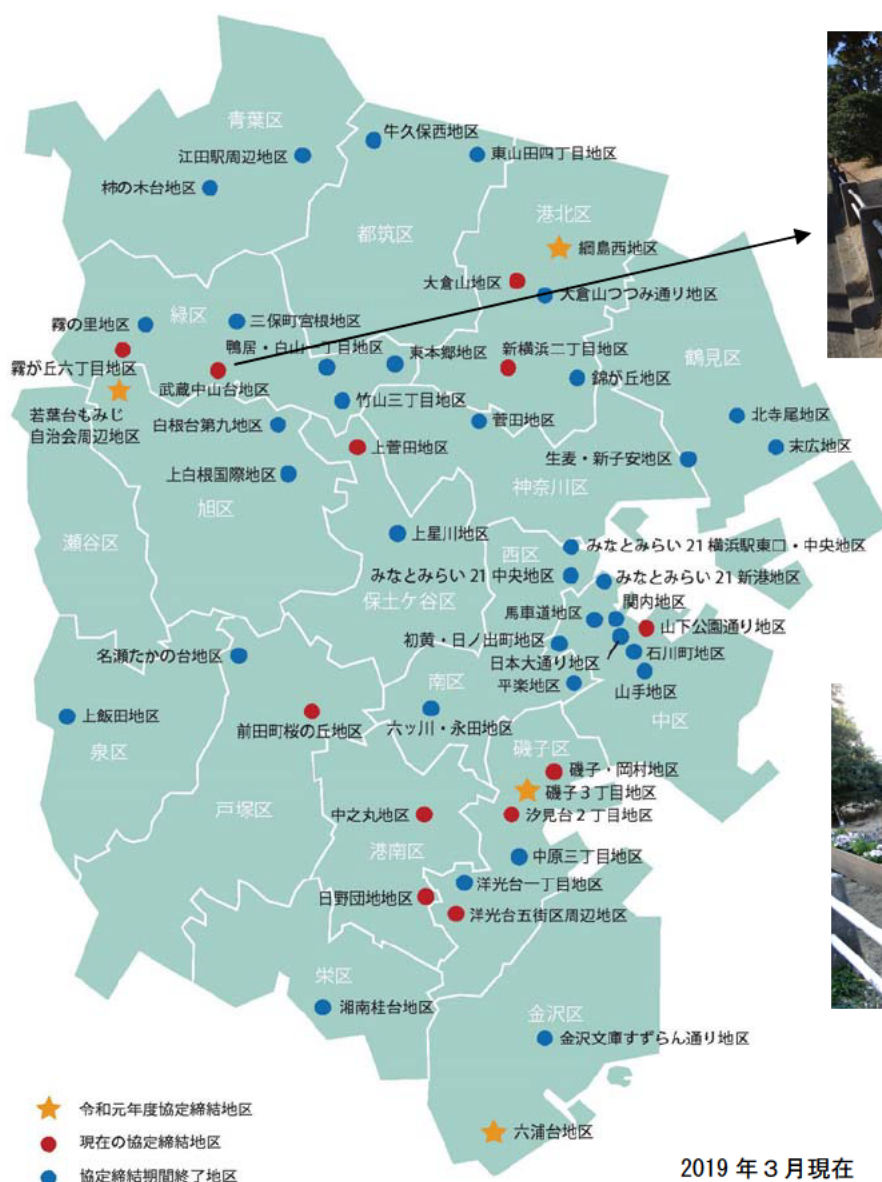 青葉区
牛久保西地区
江田駅周辺地区
東山田四丁目地区
柿の木台地区
港北区
都筑区
綱島西地区
大倉山地区
大倉山つつみ通り地区
緑区
霧の里地区
三保町宮根地区
鴨居・白山一丁目地区
東本郷地区
新横浜二丁目地区
鶴見区
霧が丘六丁目地区
武蔵中山台地区
錦が丘地区
若葉台もみじ
自治会周辺地区
竹山三丁目地区
白根台第九地区
菅田地区
北寺尾地区
上菅田地区
末広地区
上白根国際地区
生麦・新子安地区
神奈川区
旭区
瀬谷区
上星川地区
西区
みなとみらい 21 横浜駅東口・中央地区
みなとみらい 21 中央地区
みなとみらい 21 新港地区
保土ケ谷区
馬車道地区
関内地区
山下公園通り地区
初黄・日ノ出町地区
日本大通り地区
石川町地区
名瀬たかの台地区
南区
平楽地区
山手地区
上飯田地区
前田町桜の丘地区
六ッ川・永田地区
中区
泉区
磯子区
磯子・岡村地区
戸塚区
磯子3丁目地区
中之丸地区
汐見台2丁目地区
港南区
中原三丁目地区
洋光台一丁目地区
日野団地地区
洋光台五街区周辺地区
栄区
湘南桂台地区
金沢区
金沢文庫すずらん通り地区
六浦台地区
令和元年度協定締結地区
現在の協定締結地区
協定締結期間終了地区
2019 年3月現在